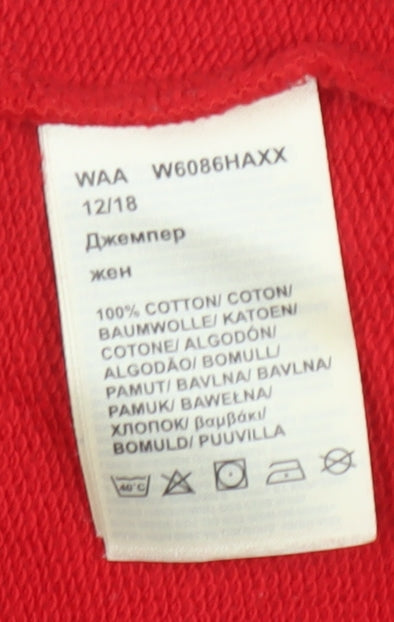 WAA W6086HAXX
12/18
Джемпер
жен
100% COTTON/ COTON/
BAUMWOLLE/ KATOEN/
COTONE/ ALGODÓN/
ALGODÃO/ BOMULL/
PAMUT/ BAVLNA/ BAVLNA/
PAMUK/ BAWEŁNA/
ХЛОПОК/ βαμβάκι/
BOMULD/ PUUVILLA
40°C